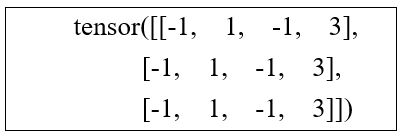 tensor([[-1, 1, -1, 3],
[-1, 1, -1, 3],
[-1, 1, -1, 3]])